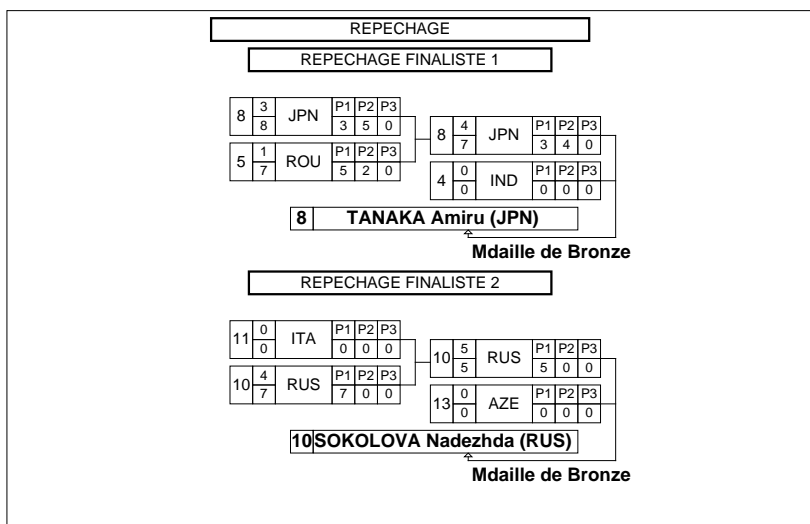 REPECHAGE
REPECHAGE FINALISTE 1
8 3 8 JPN P1 P2 P3 3 5 0
5 1 7 ROU P1 P2 P3 5 2 0
8 4 7 JPN P1 P2 P3 3 4 0
4 0 0 IND P1 P2 P3 0 0 0
8 TANAKA Amiru (JPN)
Mdaille de Bronze
REPECHAGE FINALISTE 2
11 0 0 ITA P1 P2 P3 0 0 0
10 4 7 RUS P1 P2 P3 7 0 0
10 5 5 RUS P1 P2 P3 5 0 0
13 0 0 AZE P1 P2 P3 0 0 0
10 SOKOLOVA Nadezhda (RUS)
Mdaille de Bronze